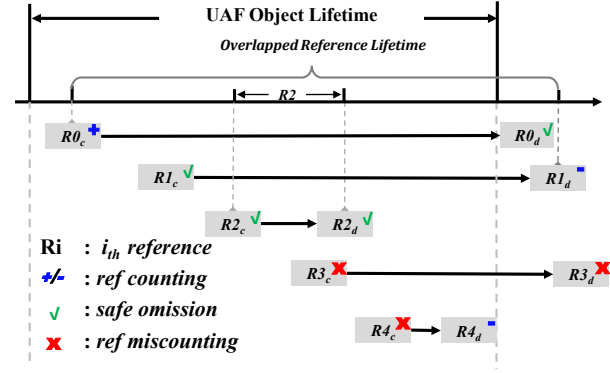 UAF Object Lifetime
Overlapped Reference Lifetime
R2
R0c + R0d √
R1c √ R1d -
R2c √ R2d √
Ri : i_th reference
R3c x R3d x
+/- : ref counting
√ : safe omission
R4c x R4d -
x : ref miscounting